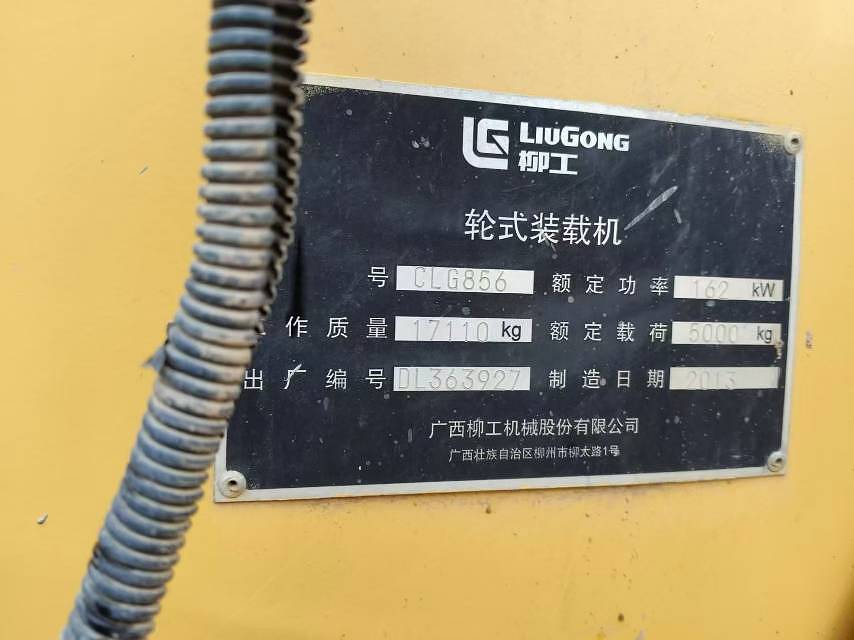 LIUGONG
柳工
轮式装载机
号 CLG856 额定功率 162 kW
作质量 17110 kg 额定载荷 5000 kg
出厂编号 DL363927 制造日期 2013
广西柳工机械股份有限公司
广西壮族自治区柳州市柳太路1号